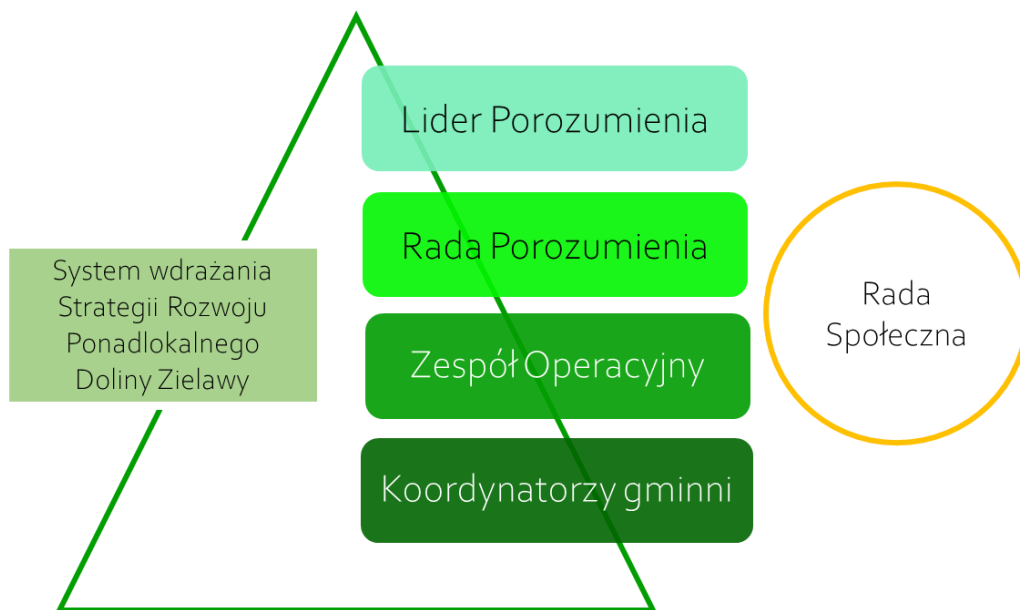 Lider Porozumienia
Rada Porozumienia
System wdrażania
Strategii Rozwoju
Ponadlokalnego
Doliny Zielawy
Zespół Operacyjny
Koordynatorzy gminni
Rada
Społeczna